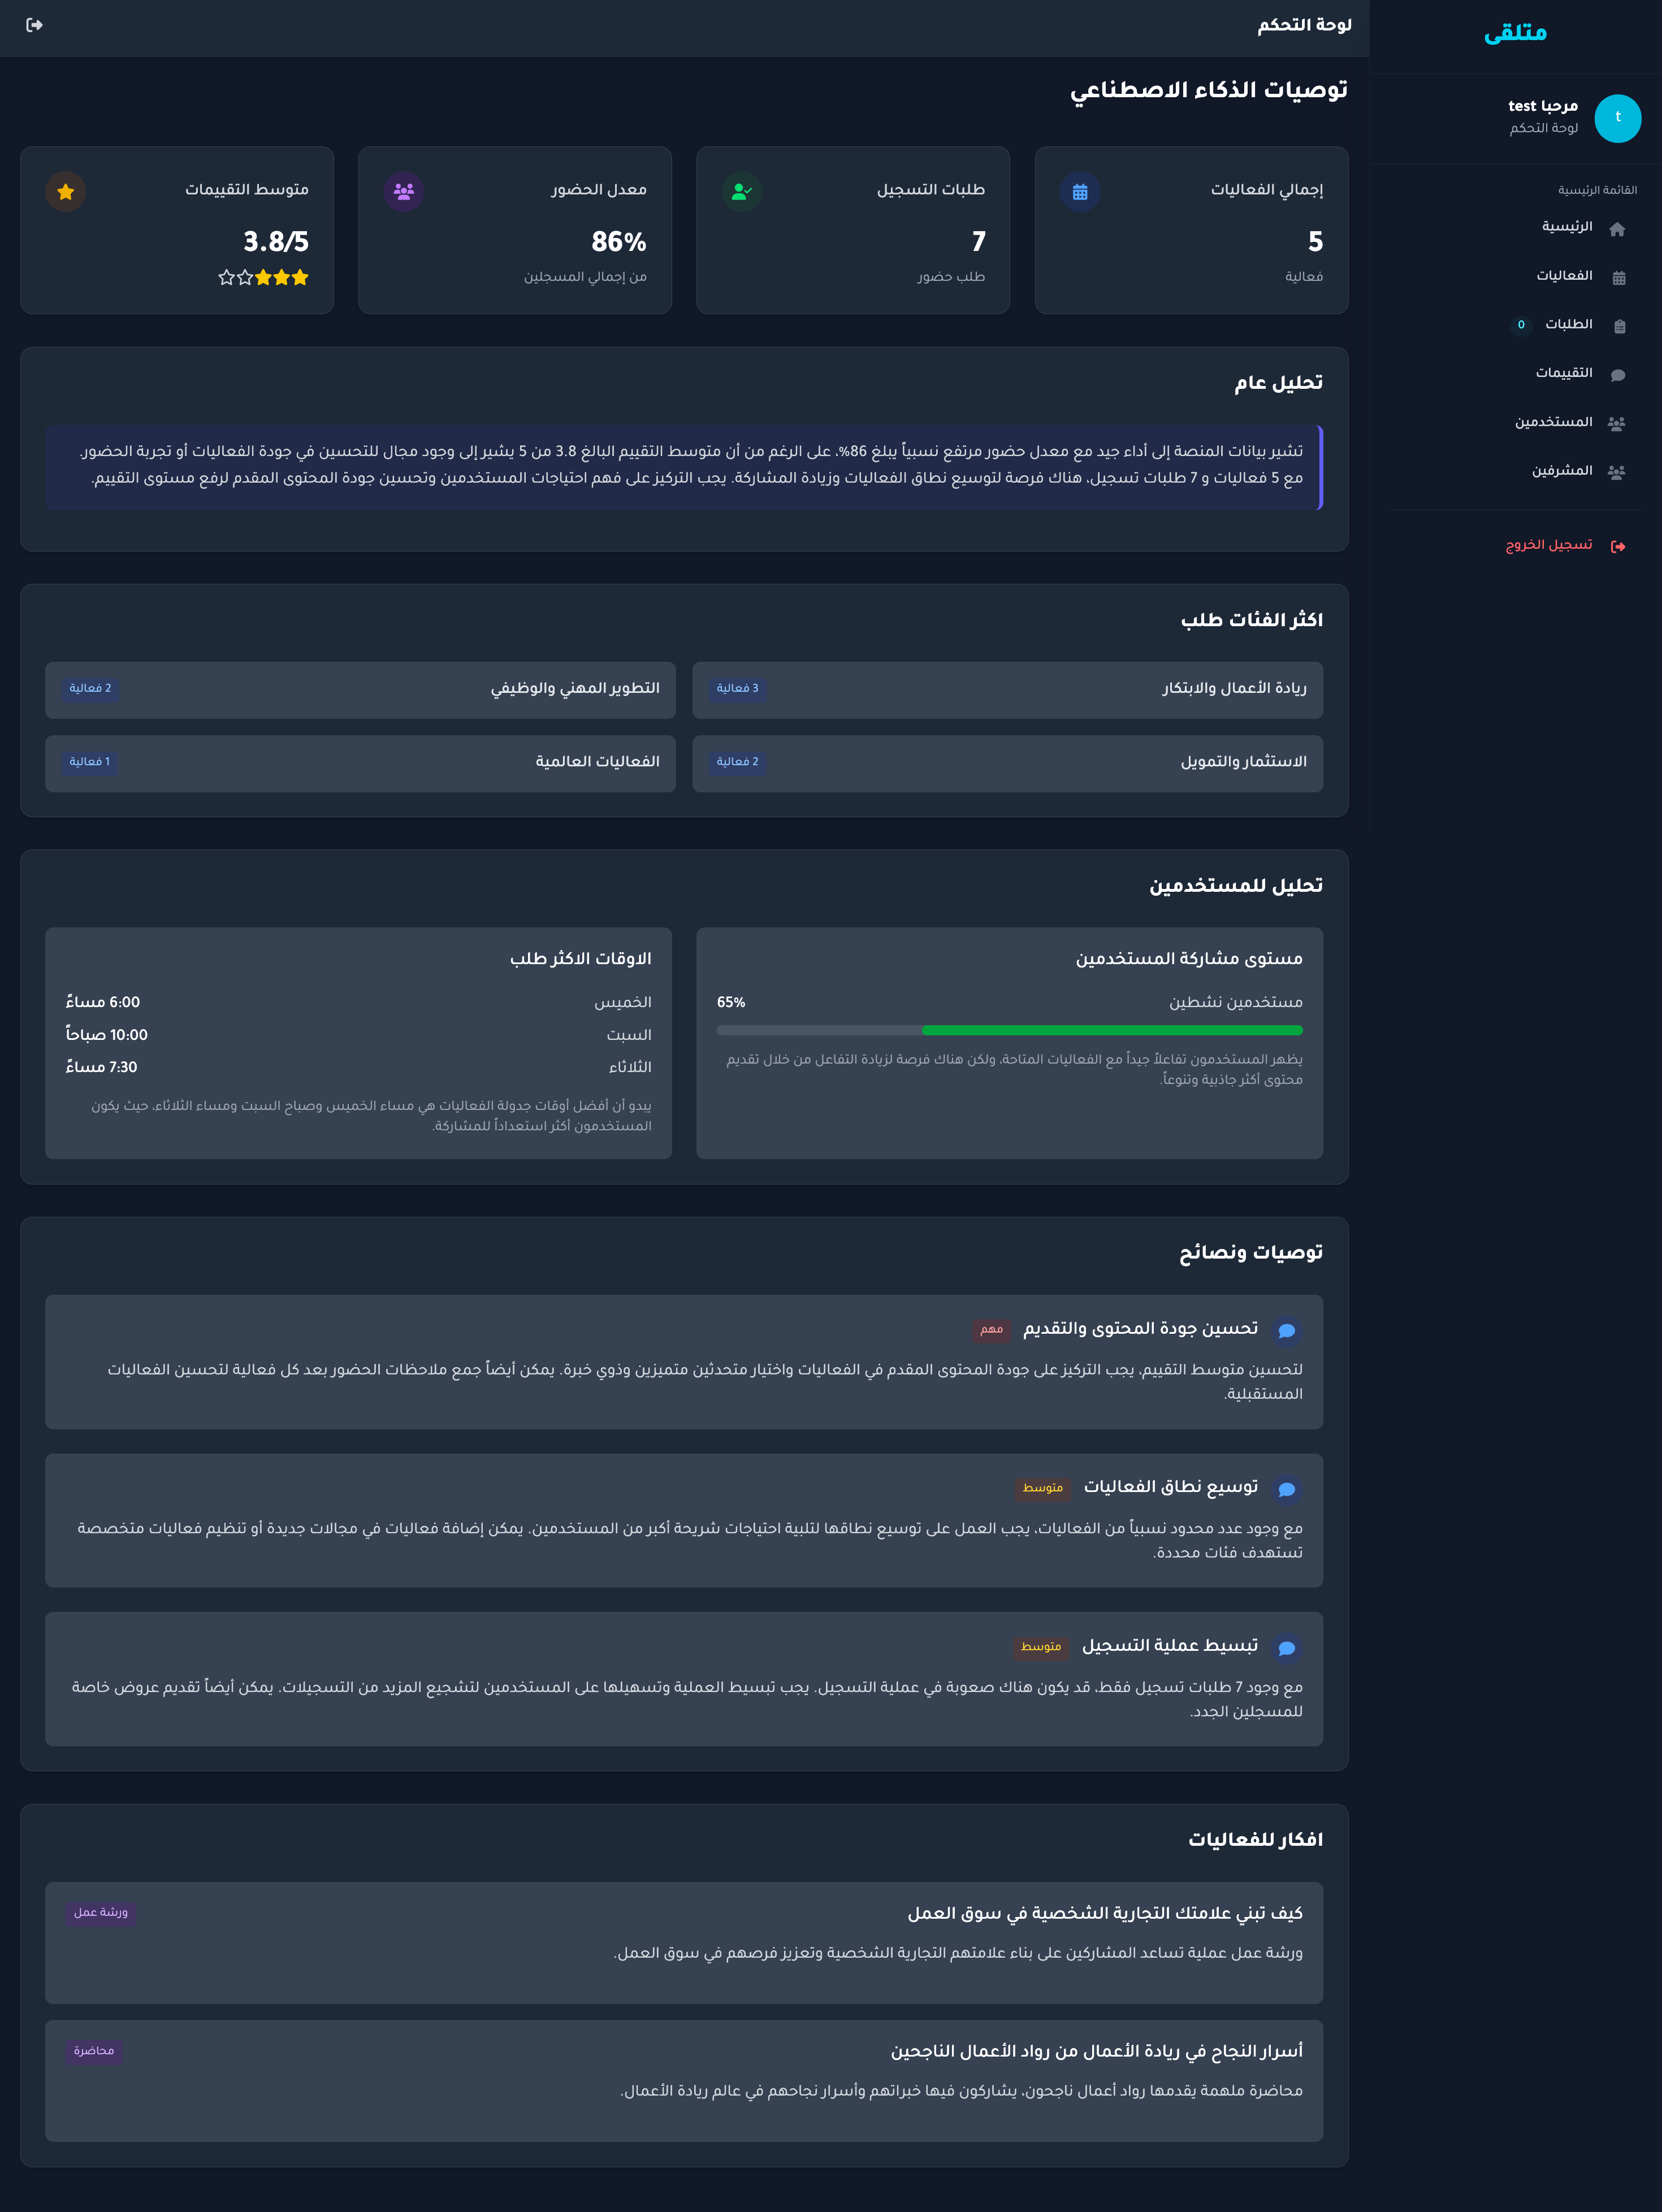 متلقى
مرحبا test
t
لوحة التحكم
القائمة الرئيسية
الرئيسية
الفعاليات
الطلبات 0
التقييمات
المستخدمين
المشرفين
تسجيل الخروج
لوحة التحكم
توصيات الذكاء الاصطناعي
إجمالي الفعاليات
5
فعالية
طلبات التسجيل
7
طلب حضور
معدل الحضور
86%
من إجمالي المسجلين
متوسط التقييمات
3.8/5
تحليل عام
تشير بيانات المنصة إلى أداء جيد مع معدل حضور مرتفع نسبياً يبلغ 86%، على الرغم من أن متوسط التقييم البالغ 3.8 من 5 يشير إلى وجود مجال للتحسين في جودة الفعاليات أو تجربة الحضور.
مع 5 فعاليات و 7 طلبات تسجيل، هناك فرصة لتوسيع نطاق الفعاليات وزيادة المشاركة. يجب التركيز على فهم احتياجات المستخدمين وتحسين جودة المحتوى المقدم لرفع مستوى التقييم.
اكثر الفئات طلب
ريادة الأعمال والابتكار 3 فعالية
التطوير المهني والوظيفي 2 فعالية
الاستثمار والتمويل 2 فعالية
الفعاليات العالمية 1 فعالية
تحليل للمستخدمين
مستوى مشاركة المستخدمين
مستخدمين نشطين 65%
يظهر المستخدمون تفاعلاً جيداً مع الفعاليات المتاحة، ولكن هناك فرصة لزيادة التفاعل من خلال تقديم
محتوى أكثر جاذبية وتنوعاً.
الاوقات الاكثر طلب
الخميس 6:00 مساءً
السبت 10:00 صباحاً
الثلاثاء 7:30 مساءً
يبدو أن أفضل أوقات جدولة الفعاليات هي مساء الخميس وصباح السبت ومساء الثلاثاء، حيث يكون
المستخدمون أكثر استعداداً للمشاركة.
توصيات ونصائح
تحسين جودة المحتوى والتقديم مهم
لتحسين متوسط التقييم، يجب التركيز على جودة المحتوى المقدم في الفعاليات واختيار متحدثين متميزين وذوي خبرة. يمكن أيضاً جمع ملاحظات الحضور بعد كل فعالية لتحسين الفعاليات
المستقبلية.
توسيع نطاق الفعاليات متوسط
مع وجود عدد محدود نسبياً من الفعاليات، يجب العمل على توسيع نطاقها لتلبية احتياجات شريحة أكبر من المستخدمين. يمكن إضافة فعاليات في مجالات جديدة أو تنظيم فعاليات متخصصة
تستهدف فئات محددة.
تبسيط عملية التسجيل متوسط
مع وجود 7 طلبات تسجيل فقط، قد يكون هناك صعوبة في عملية التسجيل. يجب تبسيط العملية وتسهيلها على المستخدمين لتشجيع المزيد من التسجيلات. يمكن أيضاً تقديم عروض خاصة
للمسجلين الجدد.
افكار للفعاليات
كيف تبني علامتك التجارية الشخصية في سوق العمل ورشة عمل
ورشة عمل عملية تساعد المشاركين على بناء علامتهم التجارية الشخصية وتعزيز فرصهم في سوق العمل.
أسرار النجاح في ريادة الأعمال من رواد الأعمال الناجحين محاضرة
محاضرة ملهمة يقدمها رواد أعمال ناجحون، يشاركون فيها خبراتهم وأسرار نجاحهم في عالم ريادة الأعمال.